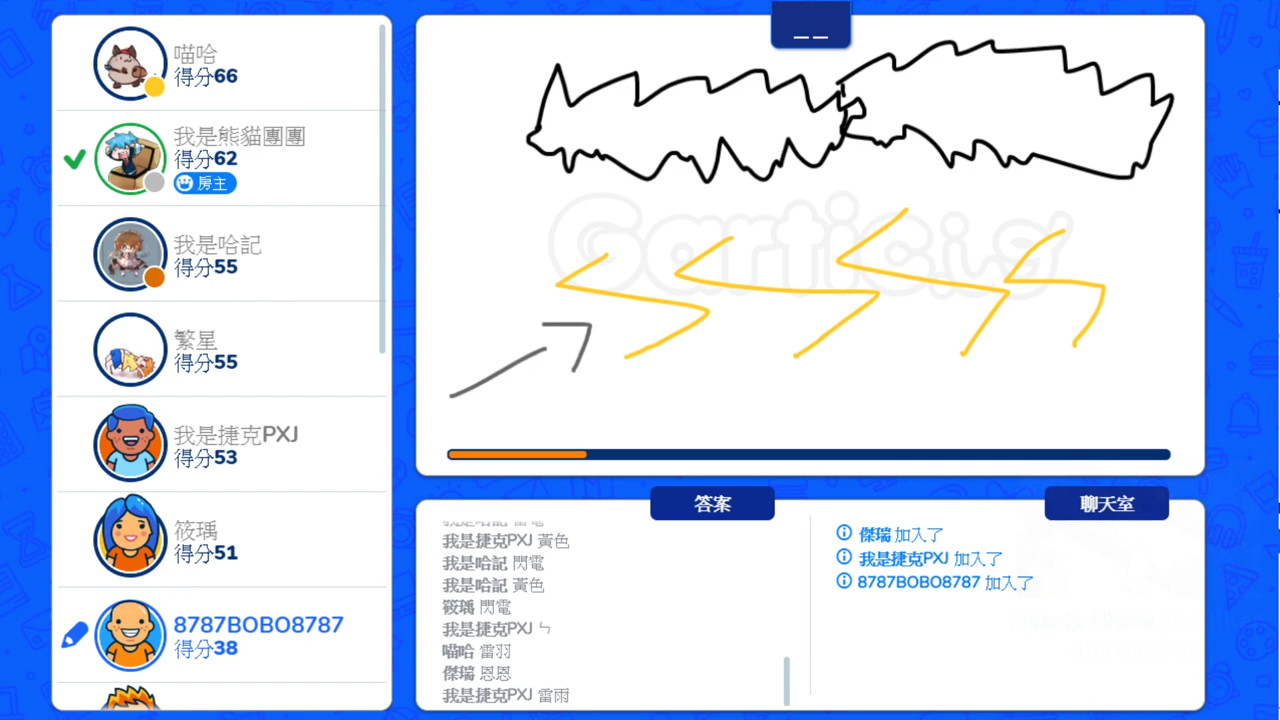 喵哈
得分66
我是熊貓團團
得分62
房主
我是哈記
得分55
繁星
得分55
我是捷克PXJ
得分53
筱瑀
得分51
8787BOBO8787
得分38
_ _
Gartic.io
答案
我是捷克PXJ 黃色
我是哈記 閃電
我是哈記 黃色
筱瑀 閃電
我是捷克PXJ ㄣ
喵哈 雷羽
傑瑞 恩恩
我是捷克PXJ 雷雨
聊天室
傑瑞 加入了
我是捷克PXJ 加入了
8787BOBO8787 加入了